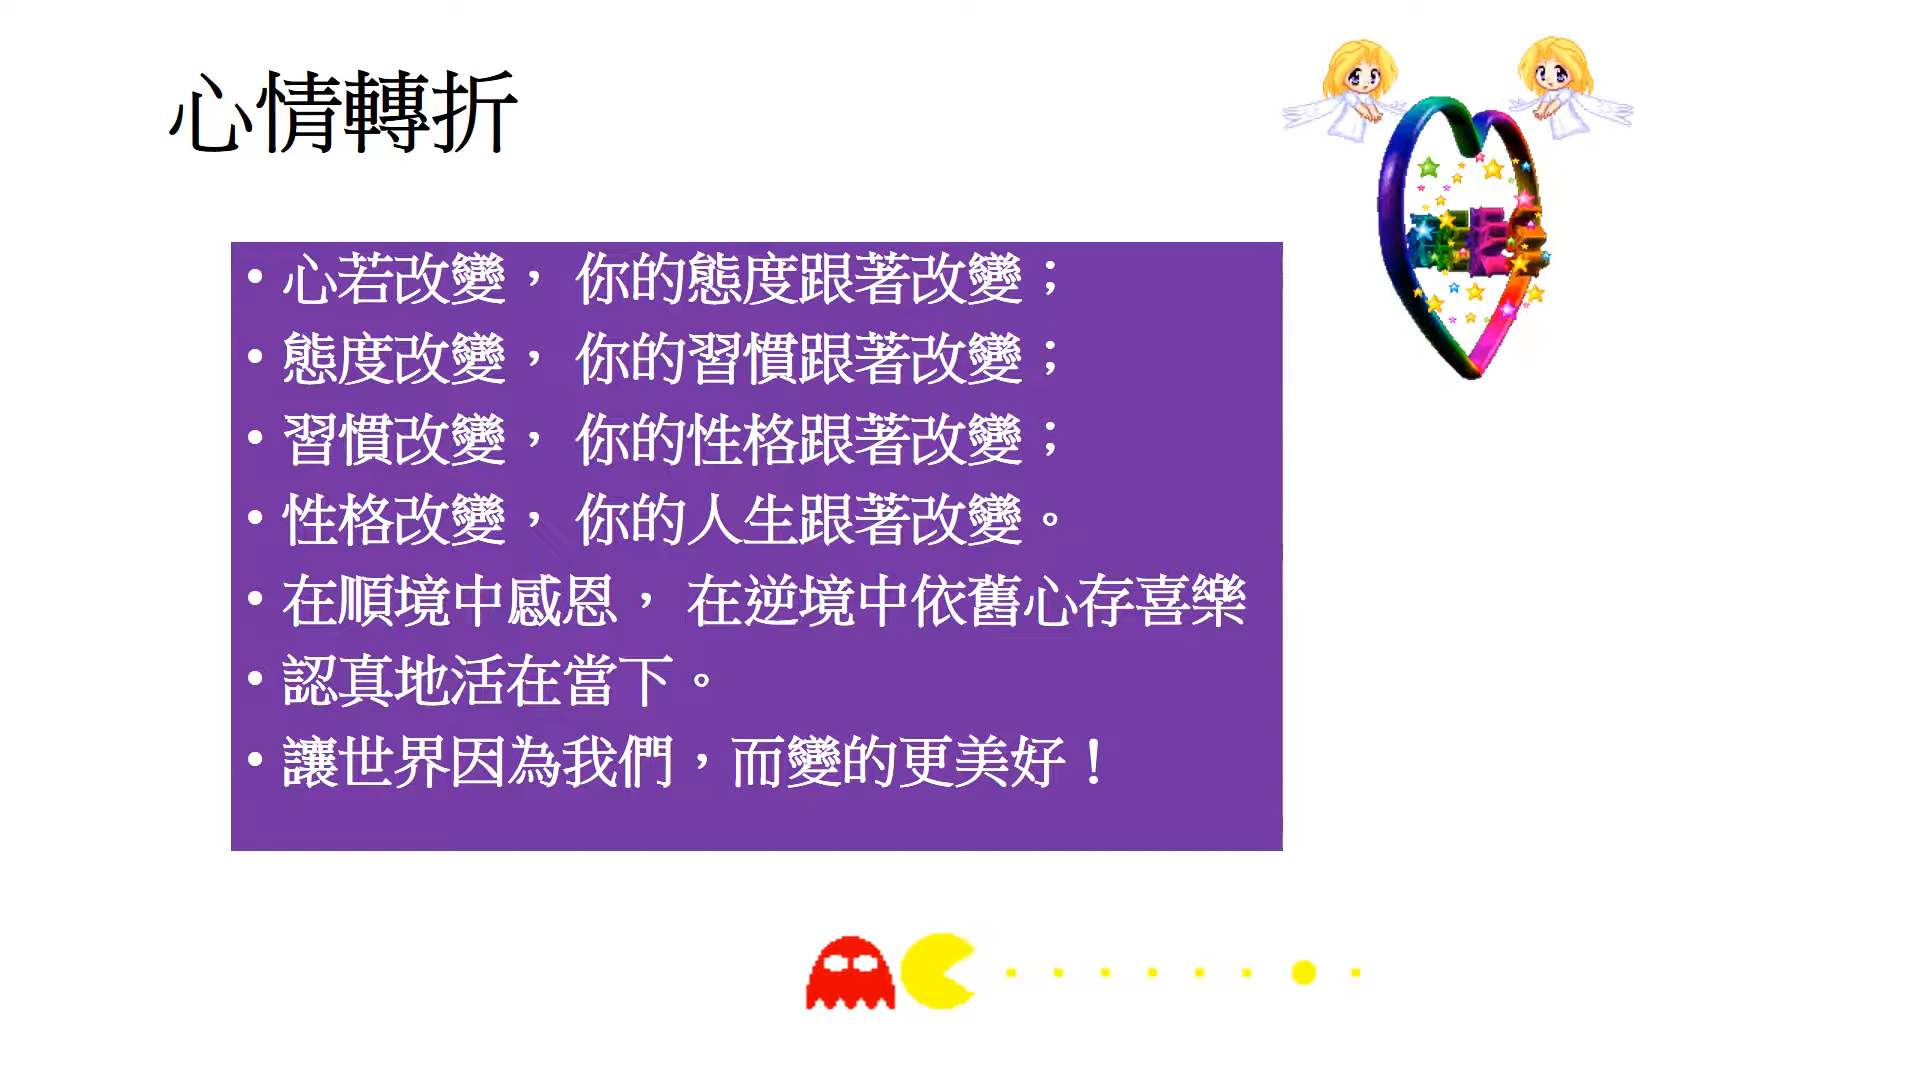 心情轉折
• 心若改變， 你的態度跟著改變；
• 態度改變， 你的習慣跟著改變；
• 習慣改變， 你的性格跟著改變；
• 性格改變， 你的人生跟著改變。
• 在順境中感恩， 在逆境中依舊心存喜樂
• 認真地活在當下。
• 讓世界因為我們，而變的更美好！